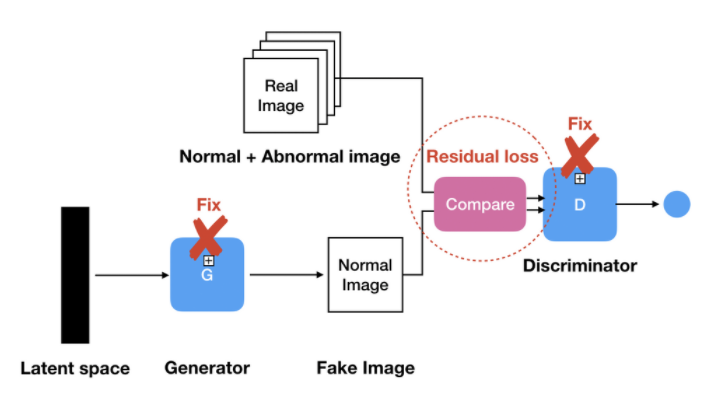 Real
Image
Normal + Abnormal image
Residual loss
Fix
Compare
D
Discriminator
Fix
G
Normal
Image
Latent space
Generator
Fake Image